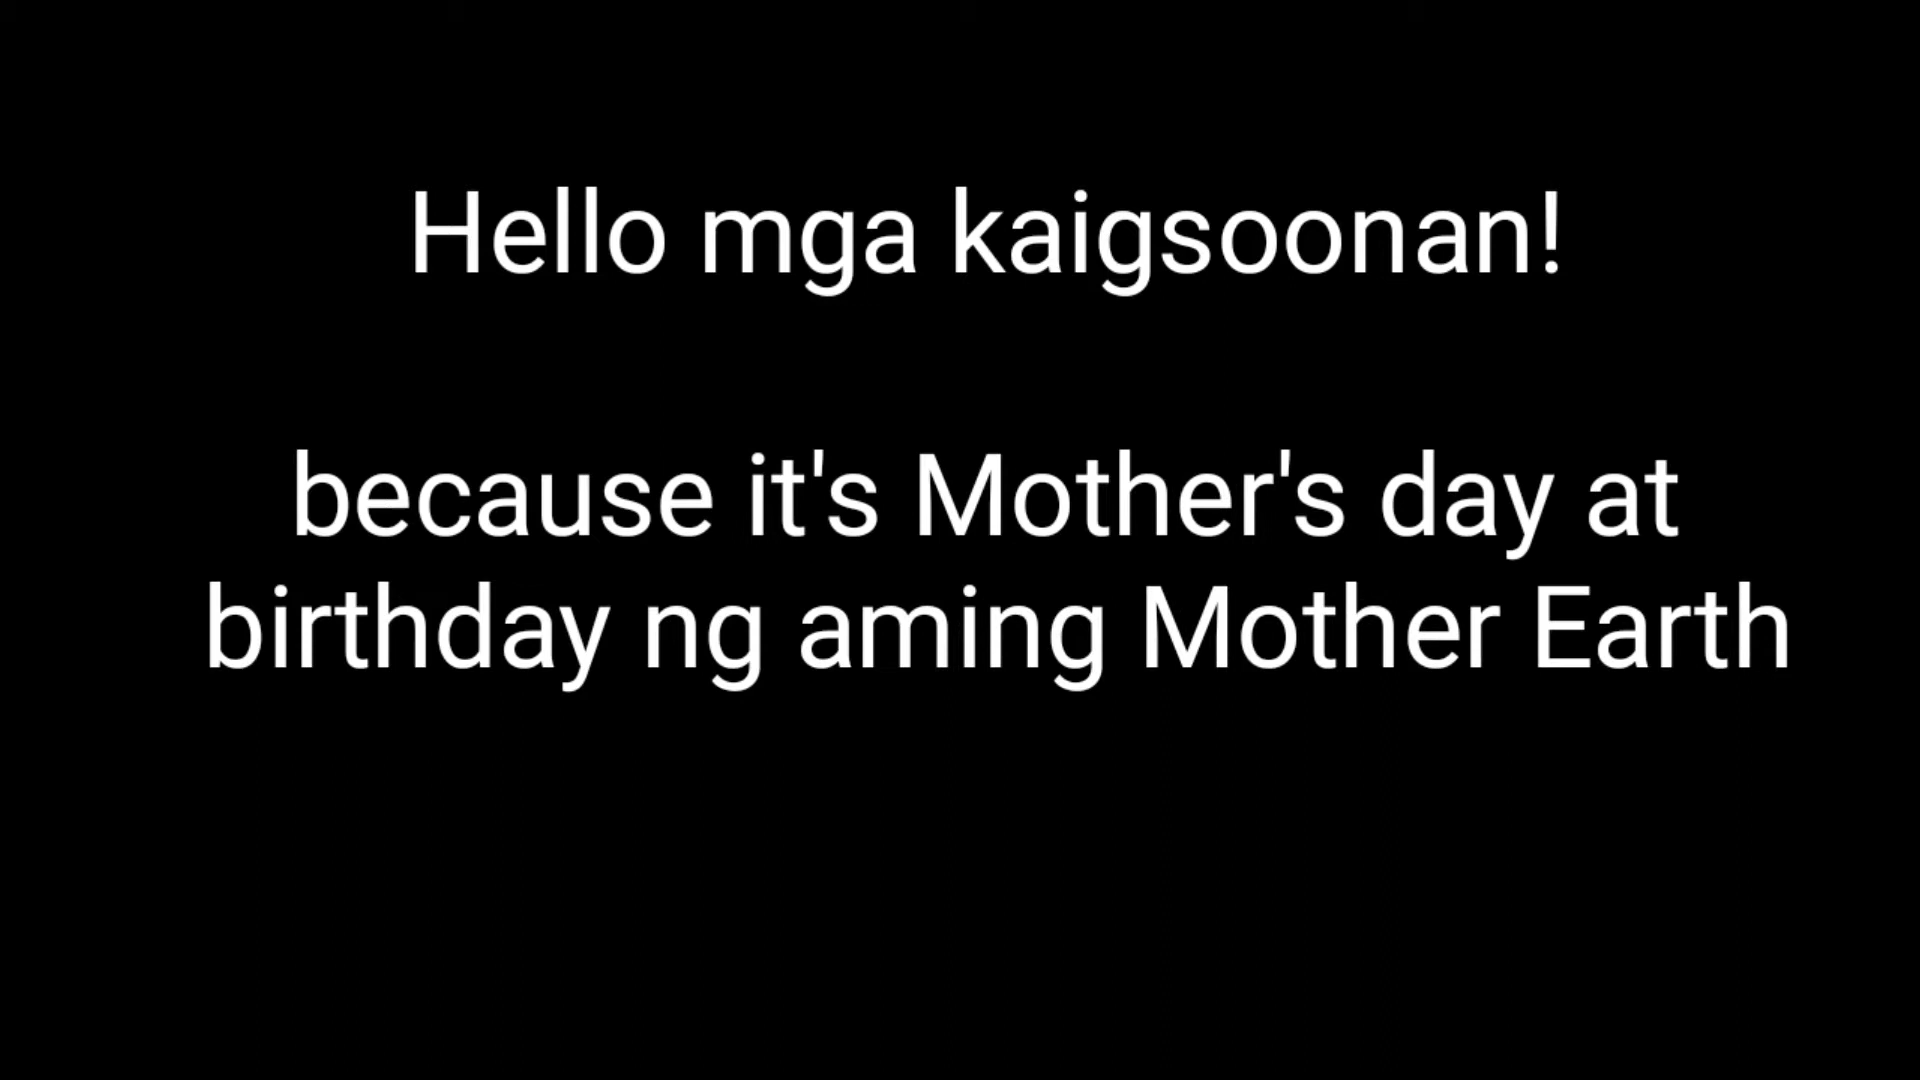 Hello mga kaigsoonan!
because it's Mother's day at
birthday ng aming Mother Earth